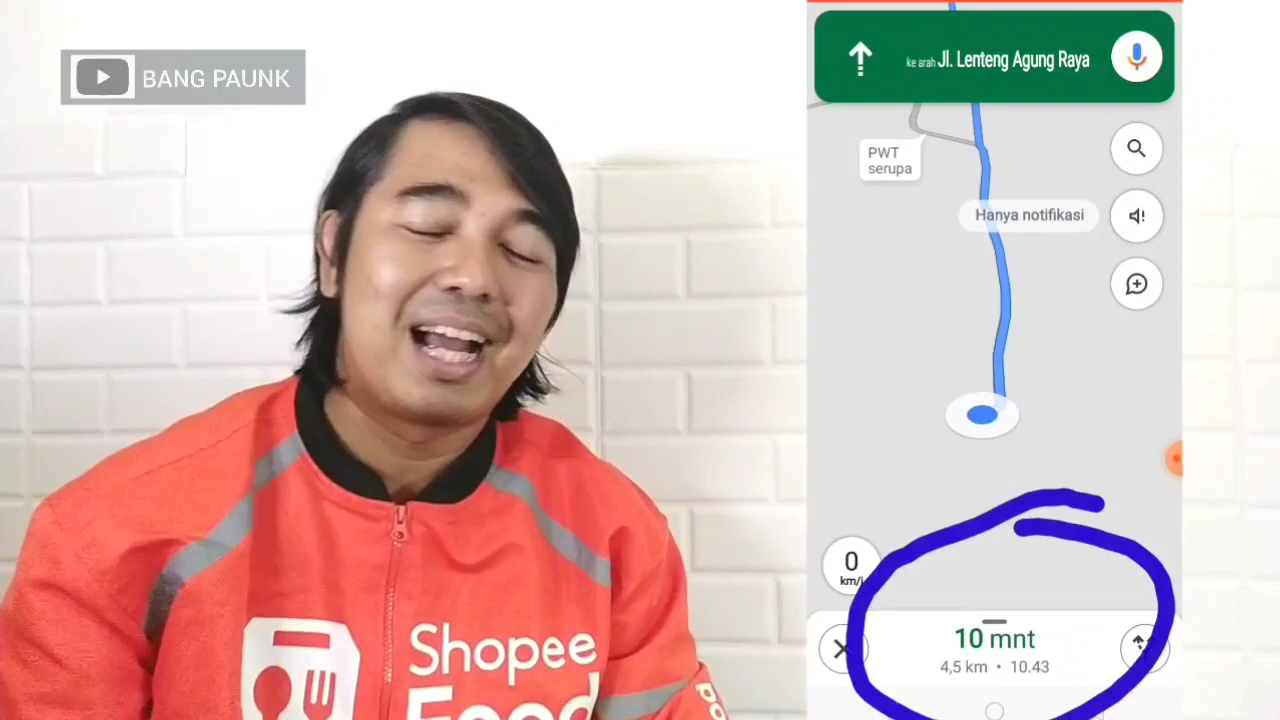 BANG PAUNK
ke arah Jl. Lenteng Agung Raya
PWT
serupa
Hanya notifikasi
0
km/j
10 mnt
4,5 km • 10.43
Shopee
Food